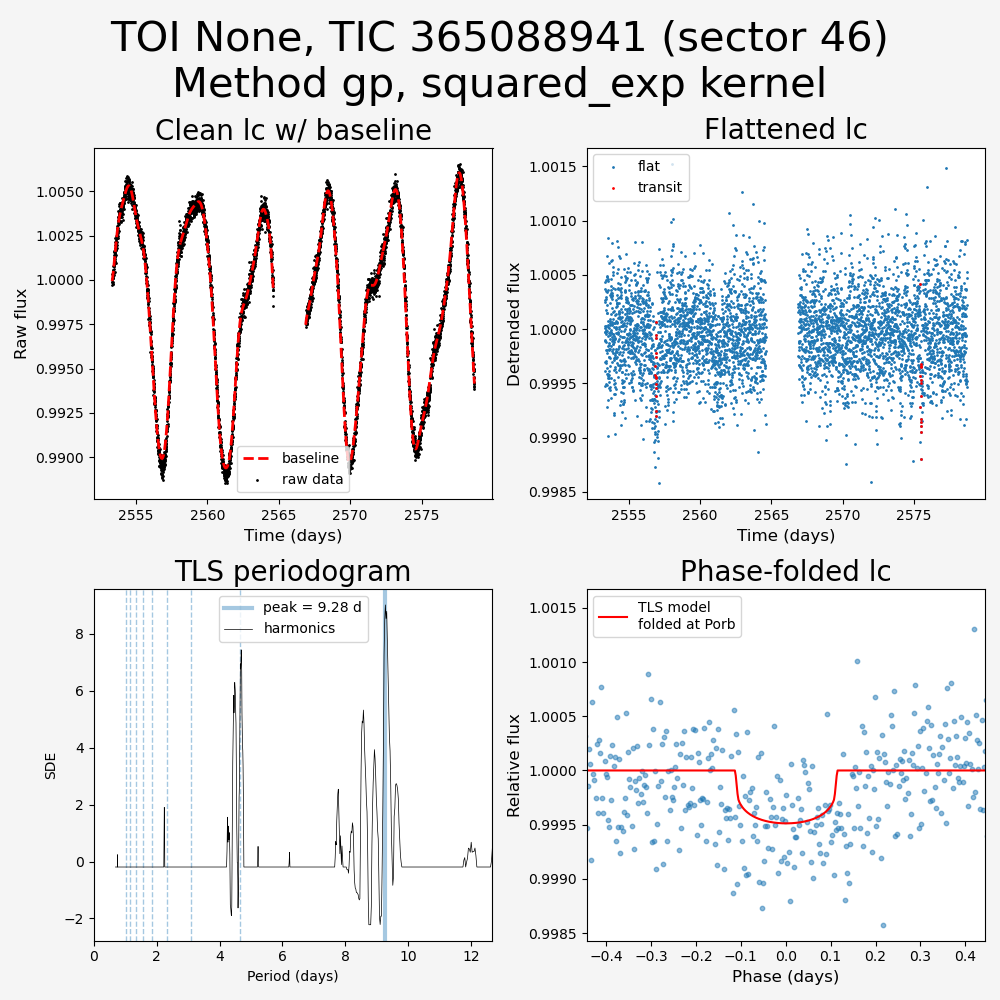 TOI None, TIC 365088941 (sector 46)
Method gp, squared_exp kernel
Clean lc w/ baseline
Raw flux
1.0050
1.0025
1.0000
0.9975
0.9950
0.9925
0.9900
baseline
raw data
2555 2560 2565 2570 2575
Time (days)
Flattened lc
Detrended flux
1.0015
1.0010
1.0005
1.0000
0.9995
0.9990
0.9985
flat
transit
2555 2560 2565 2570 2575
Time (days)
TLS periodogram
SDE
8
6
4
2
0
−2
peak = 9.28 d
harmonics
0 2 4 6 8 10 12
Period (days)
Phase-folded lc
Relative flux
1.0015
1.0010
1.0005
1.0000
0.9995
0.9990
0.9985
TLS model
folded at Porb
−0.4 −0.3 −0.2 −0.1 0.0 0.1 0.2 0.3 0.4
Phase (days)